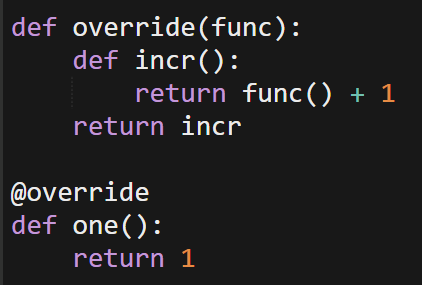 def override(func):
    def incr():
        return func() + 1
    return incr

@override
def one():
    return 1